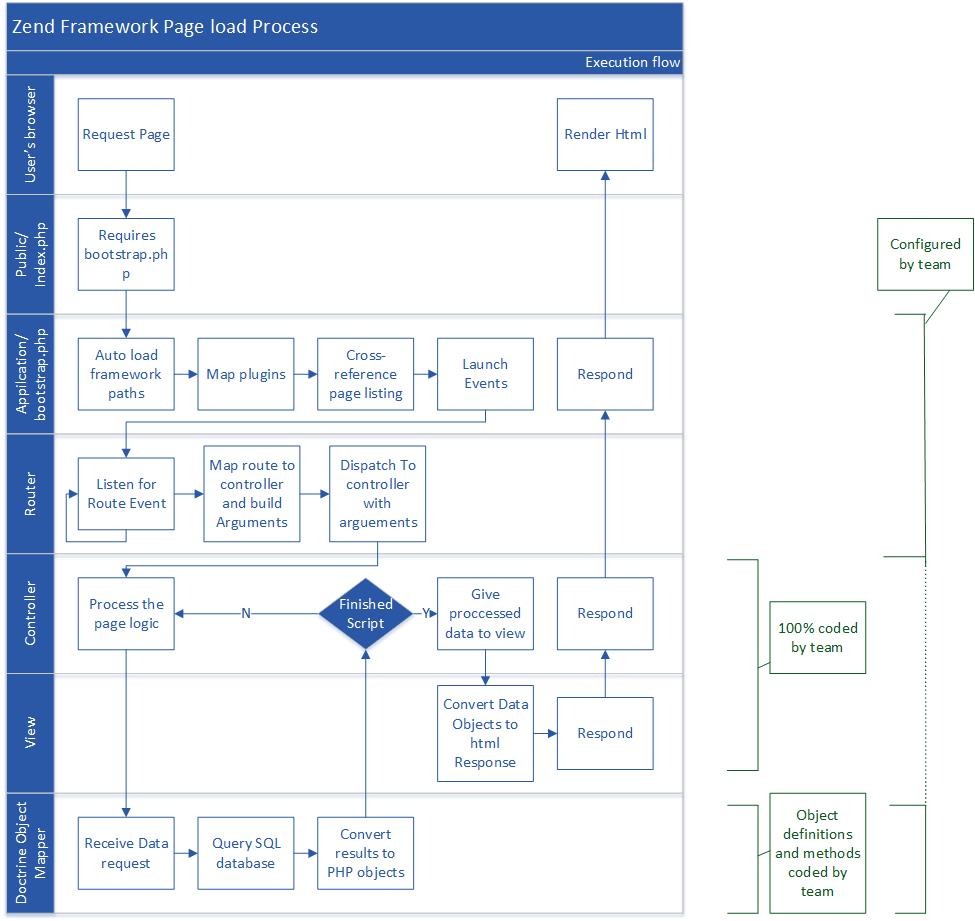 Zend Framework Page load Process
Execution flow
User's browser
Request Page
Render Html
Public/
Index.php
Requires
bootstrap.ph
p
Configured
by team
Application/
bootstrap.php
Auto load
framework
paths
Map plugins
Cross-
reference
page listing
Launch
Events
Respond
Router
Listen for
Route Event
Map route to
controller
and build
Arguments
Dispatch To
controller
with
arguements
Controller
Process the
page logic
N
Finished
Script
Y
Give
proccessed
data to view
Respond
100% coded
by team
View
Convert Data
Objects to
html
Response
Respond
Doctrine Object
Mapper
Receive Data
request
Query SQL
database
Convert
results to
PHP objects
Object
definitions
and methods
coded by
team